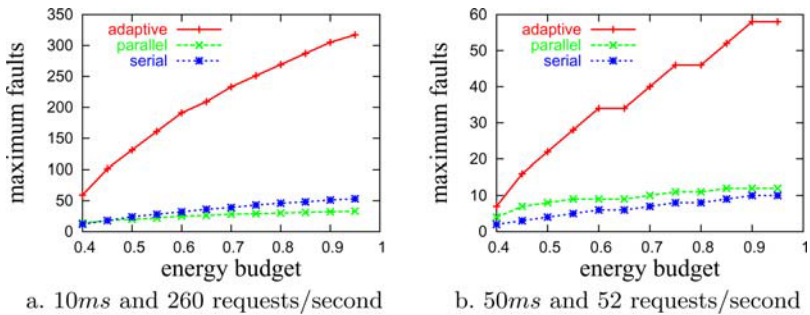 350
300
250
200
150
100
50
0
maximum faults
adaptive
parallel
serial
0.4 0.5 0.6 0.7 0.8 0.9 1
energy budget
a. 10ms and 260 requests/second
60
50
40
30
20
10
0
maximum faults
adaptive
parallel
serial
0.4 0.5 0.6 0.7 0.8 0.9 1
energy budget
b. 50ms and 52 requests/second